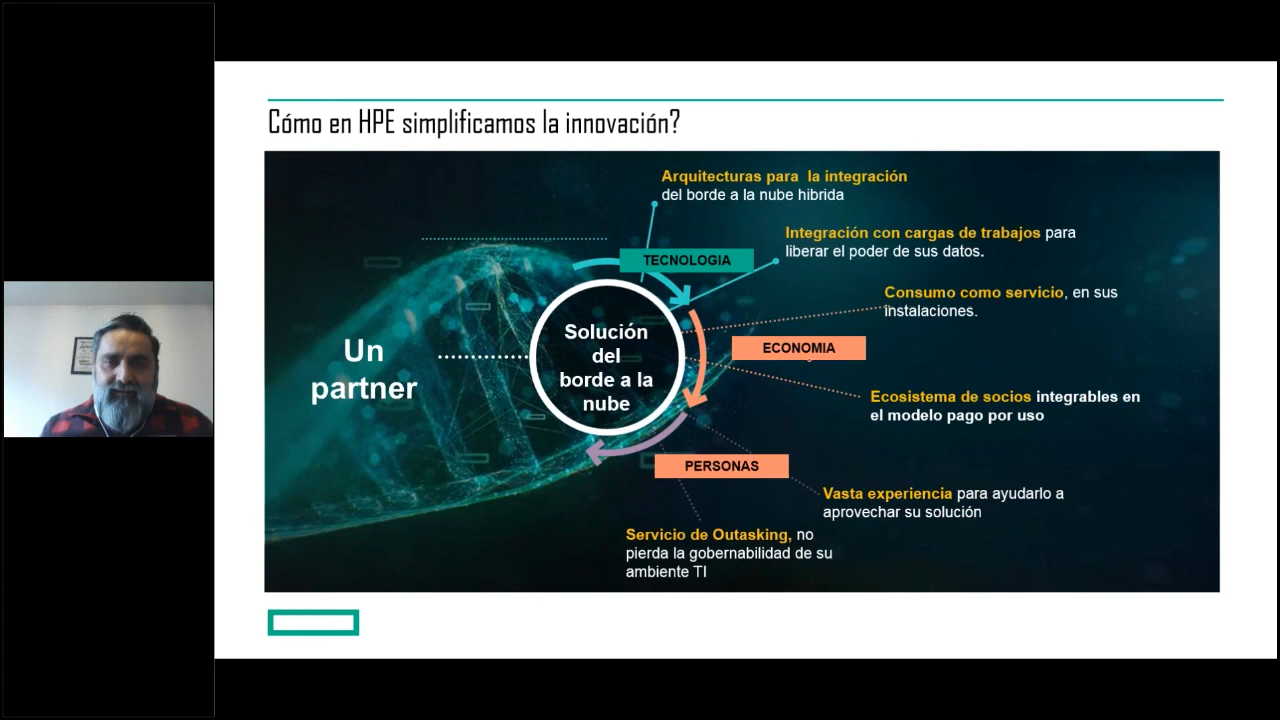 Cómo en HPE simplificamos la innovación?
Arquitecturas para  la integración
del borde a la nube hibrida
Integración con cargas de trabajos para
liberar el poder de sus datos.
TECNOLOGIA
Consumo como servicio, en sus
instalaciones.
Un
partner
Solución
del
borde a la
nube
ECONOMIA
Ecosistema de socios integrables en
el modelo pago por uso
PERSONAS
Vasta experiencia para ayudarlo a
aprovechar su solución
Servicio de Outasking, no
pierda la gobernabilidad de su
ambiente TI